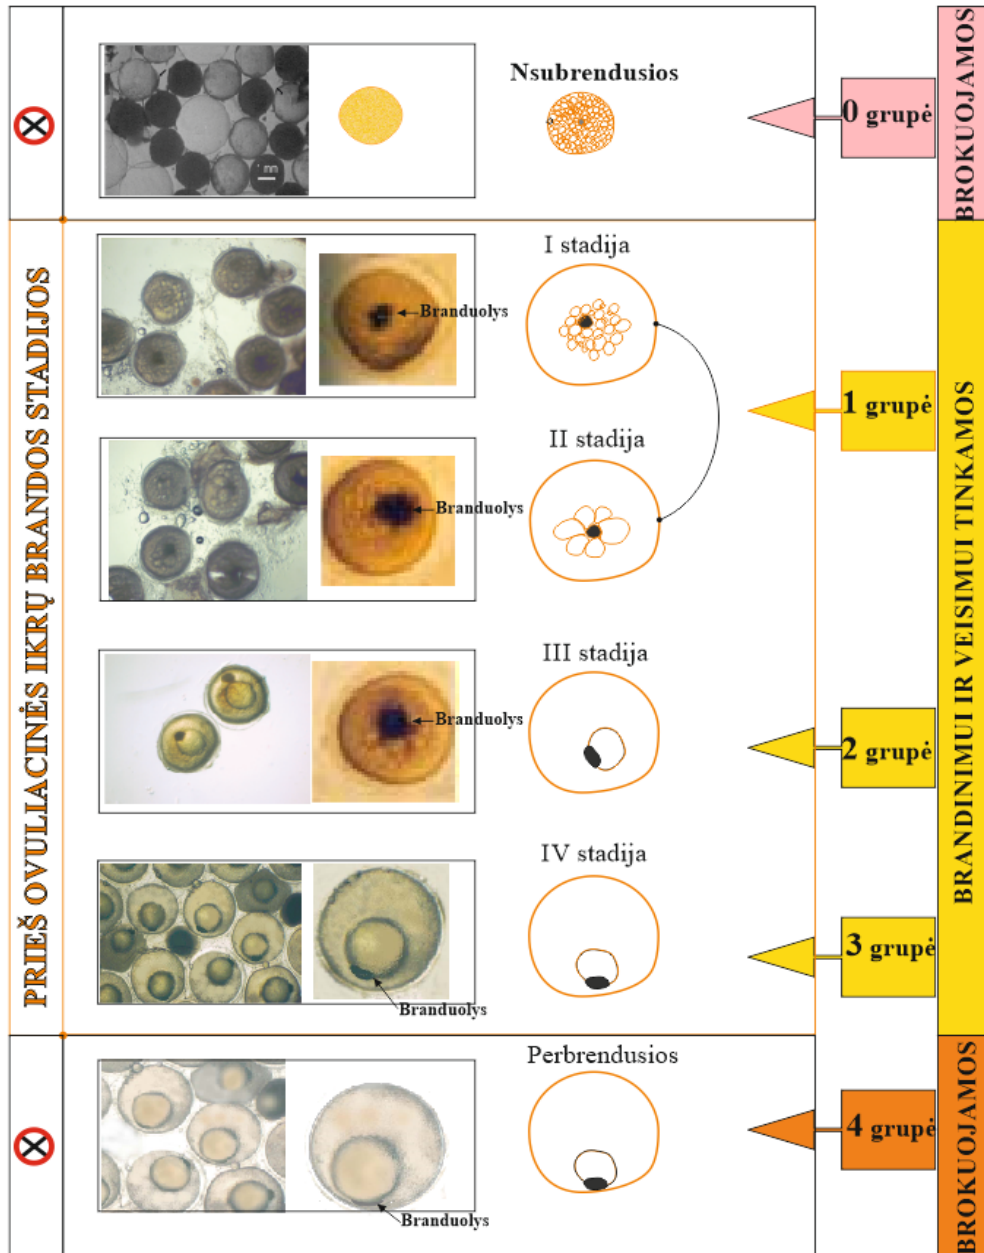 Nsubrendusios
0 grupė
BROKUOJAMOS
mm
PRIEŠ OVULIACINĖS IKRŲ BRANDOS STADIJOS
I stadija
Branduolys
1 grupė
II stadija
Branduolys
BRANDINIMUI IR VEISIMUI TINKAMOS
III stadija
Branduolys
2 grupė
IV stadija
3 grupė
Branduolys
Perbrendusios
4 grupė
BROKUOJAMOS
Branduolys